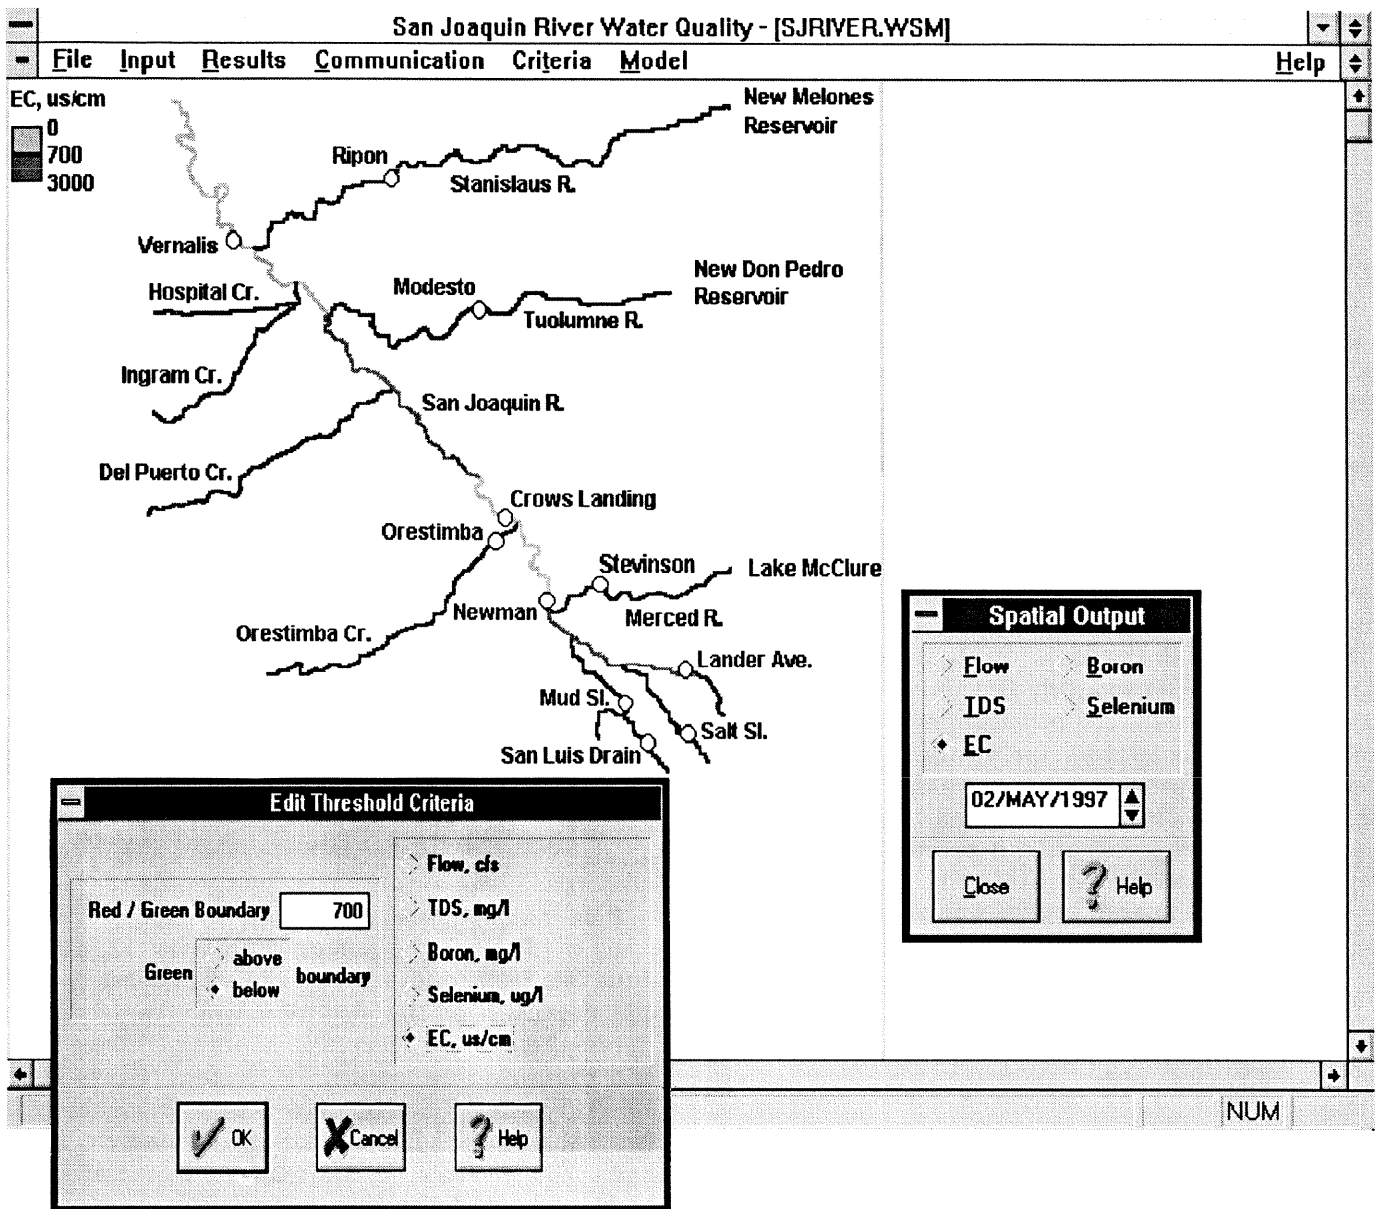 San Joaquin River Water Quality - [SJRIVER.WSM]
File Input Results Communication Criteria Model Help
EC, us/cm
0
700
3000
New Melones
Reservoir
Ripon
Stanislaus R.
Vernalis
Hospital Cr.
Modesto
New Don Pedro
Reservoir
Tuolumne R.
Ingram Cr.
San Joaquin R.
Del Puerto Cr.
Crows Landing
Orestimba
Stevinson
Lake McClure
Newman
Merced R.
Orestimba Cr.
Lander Ave.
Mud Sl.
Salt Sl.
San Luis Drain
Spatial Output
Flow
Boron
TDS
Selenium
EC
02/MAY/1997
Close
? Help
Edit Threshold Criteria
Red / Green Boundary 700
Green
above
below
boundary
Flow, cfs
TDS, mg/l
Boron, mg/l
Selenium, ug/l
EC, us/cm
OK
Cancel
? Help
NUM